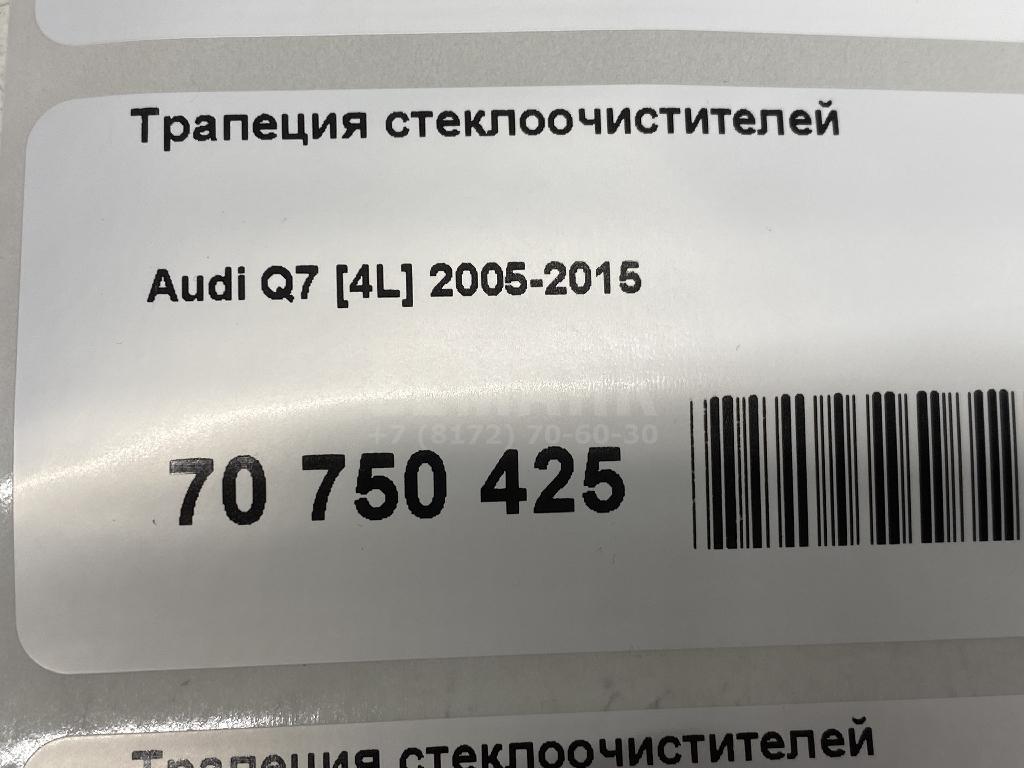 Трапеция стеклоочистителей
Audi Q7 [4L] 2005-2015
+7 (8172) 70-60-30
70 750 425
Трапеция стеклоочистителей